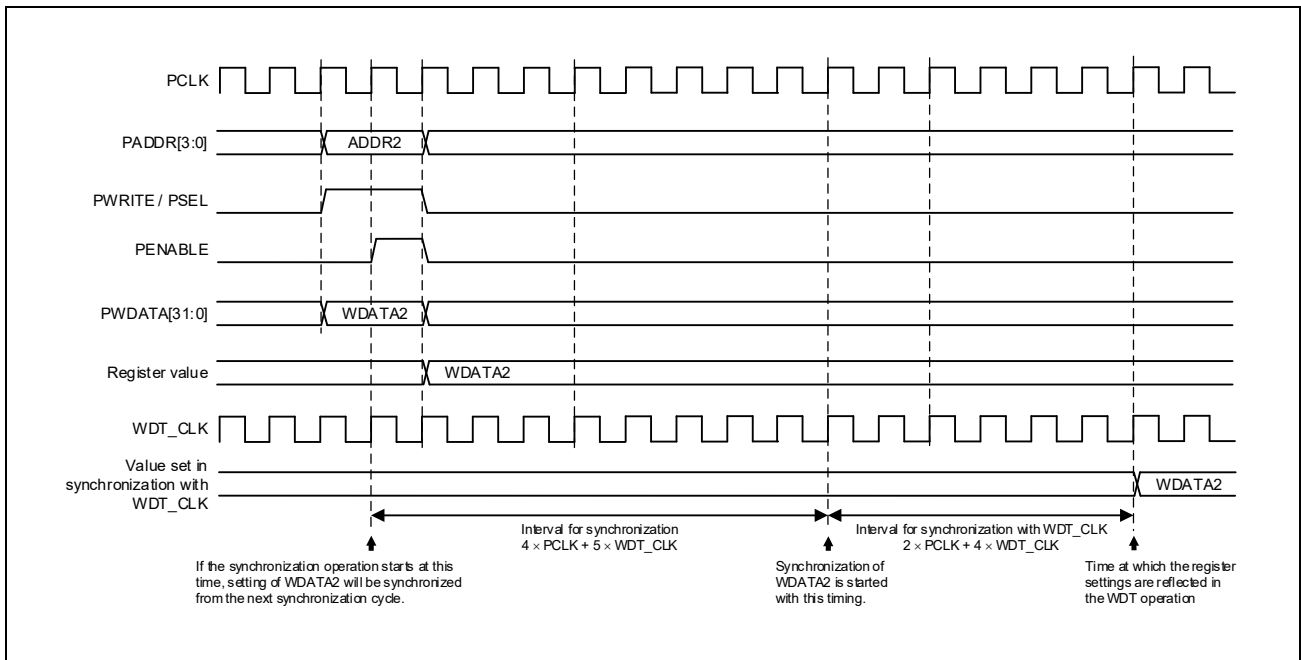 PCLK
PADDR[3:0]
ADDR2
PWRITE / PSEL
PENABLE
PWDATA[31:0]
WDATA2
Register value
WDATA2
WDT_CLK
Value set in
synchronization with
WDT_CLK
WDATA2
Interval for synchronization
4 × PCLK + 5 × WDT_CLK
Interval for synchronization with WDT_CLK
2 × PCLK + 4 × WDT_CLK
If the synchronization operation starts at this
time, setting of WDATA2 will be synchronized
from the next synchronization cycle.
Synchronization of
WDATA2 is started
with this timing.
Time at which the register
settings are reflected in
the WDT operation